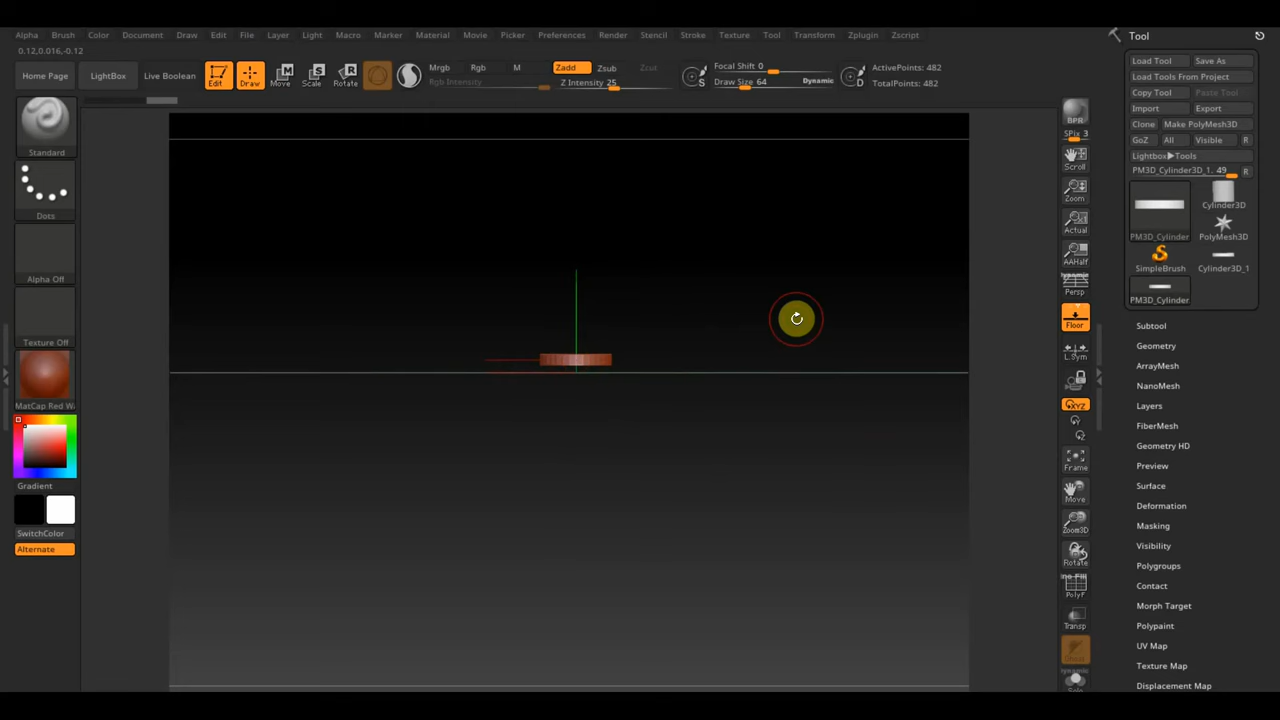 Alpha Brush Color Document Draw Edit File Layer Light Macro Marker Material Movie Picker Preferences Render Stencil Stroke Texture Tool Transform Zplugin Zscript
Tool
0.12,0.016,-0.12
Home Page
LightBox
Live Boolean
Edit
Draw
Move
Scale
Rotate
Mrgb
Rgb
M
Rgb Intensity
Zadd
Zsub
Zcut
Z Intensity 25
S
Focal Shift 0
Draw Size 64
Dynamic
D
ActivePoints: 482
TotalPoints: 482
Standard
Dots
Alpha Off
Texture Off
MatCap Red Wa
Gradient
SwitchColor
Alternate
BPR
SPix 3
Scroll
Zoom
Actual
AAHalf
Dynamic
Persp
Floor
L.Sym
XYZ
Y
Z
Frame
Move
Zoom3D
Rotate
PolyF
Transp
Ghost
Dynamic
Solo
Load Tool
Save As
Load Tools From Project
Copy Tool
Paste Tool
Import
Export
Clone
Make PolyMesh3D
GoZ
All
Visible
R
Lightbox▶Tools
PM3D_Cylinder3D_1. 49
R
PM3D_Cylinder
Cylinder3D
PolyMesh3D
SimpleBrush
Cylinder3D_1
PM3D_Cylinder
Subtool
Geometry
ArrayMesh
NanoMesh
Layers
FiberMesh
Geometry HD
Preview
Surface
Deformation
Masking
Visibility
Polygroups
Contact
Morph Target
Polypaint
UV Map
Texture Map
Displacement Map